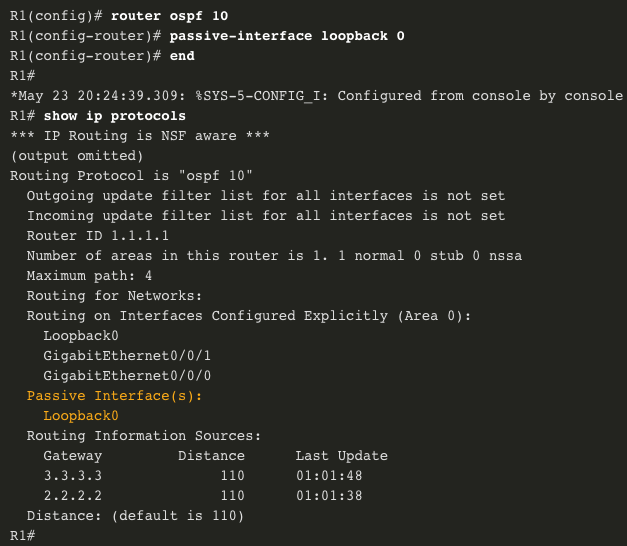 R1(config)# router ospf 10
R1(config-router)# passive-interface loopback 0
R1(config-router)# end
R1#
*May 23 20:24:39.309: %SYS-5-CONFIG_I: Configured from console by console
R1# show ip protocols
*** IP Routing is NSF aware ***
(output omitted)
Routing Protocol is "ospf 10"
  Outgoing update filter list for all interfaces is not set
  Incoming update filter list for all interfaces is not set
  Router ID 1.1.1.1
  Number of areas in this router is 1. 1 normal 0 stub 0 nssa
  Maximum path: 4
  Routing for Networks:
  Routing on Interfaces Configured Explicitly (Area 0):
    Loopback0
    GigabitEthernet0/0/1
    GigabitEthernet0/0/0
  Passive Interface(s):
    Loopback0
  Routing Information Sources:
    Gateway         Distance      Last Update
    3.3.3.3              110      01:01:48
    2.2.2.2              110      01:01:38
  Distance: (default is 110)
R1#